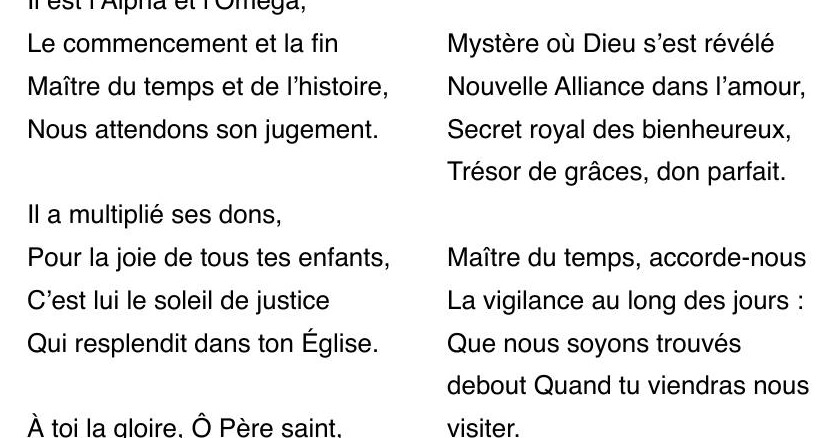 Il est l'Alpha et l'Oméga,
Le commencement et la fin
Maître du temps et de l'histoire,
Nous attendons son jugement.
Il a multiplié ses dons,
Pour la joie de tous tes enfants,
C'est lui le soleil de justice
Qui resplendit dans ton Église.
À toi la gloire, Ô Père saint,
Mystère où Dieu s'est révélé
Nouvelle Alliance dans l'amour,
Secret royal des bienheureux,
Trésor de grâces, don parfait.
Maître du temps, accorde-nous
La vigilance au long des jours :
Que nous soyons trouvés
debout Quand tu viendras nous
visiter.